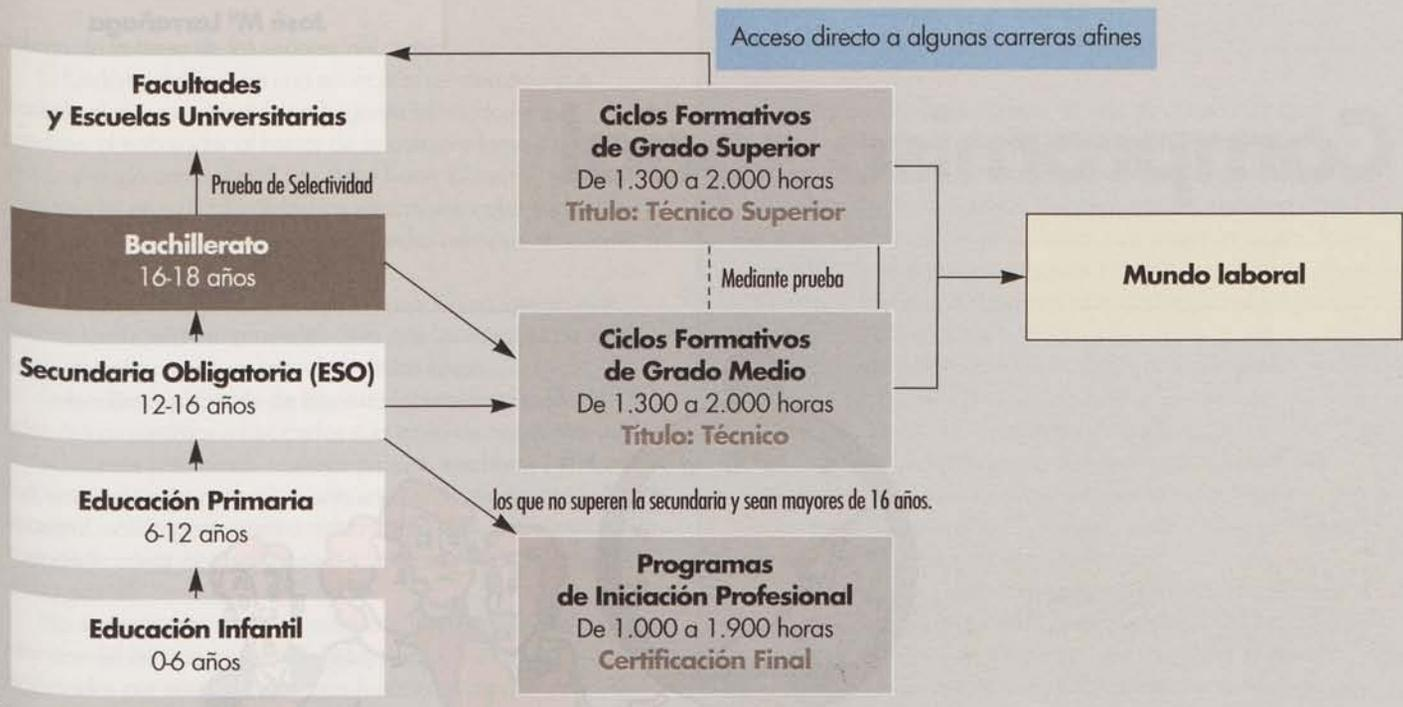 José Mª Larrañaga
Acceso directo a algunas carreras afines
Facultades
y Escuelas Universitarias
Prueba de Selectividad
Bachillerato
16-18 años
Secundaria Obligatoria (ESO)
12-16 años
Educación Primaria
6-12 años
Educación Infantil
0-6 años
Ciclos Formativos
de Grado Superior
De 1.300 a 2.000 horas
Título: Técnico Superior
Mediante prueba
Ciclos Formativos
de Grado Medio
De 1.300 a 2.000 horas
Título: Técnico
los que no superen la secundaria y sean mayores de 16 años.
Programas
de Iniciación Profesional
De 1.000 a 1.900 horas
Certificación Final
Mundo laboral